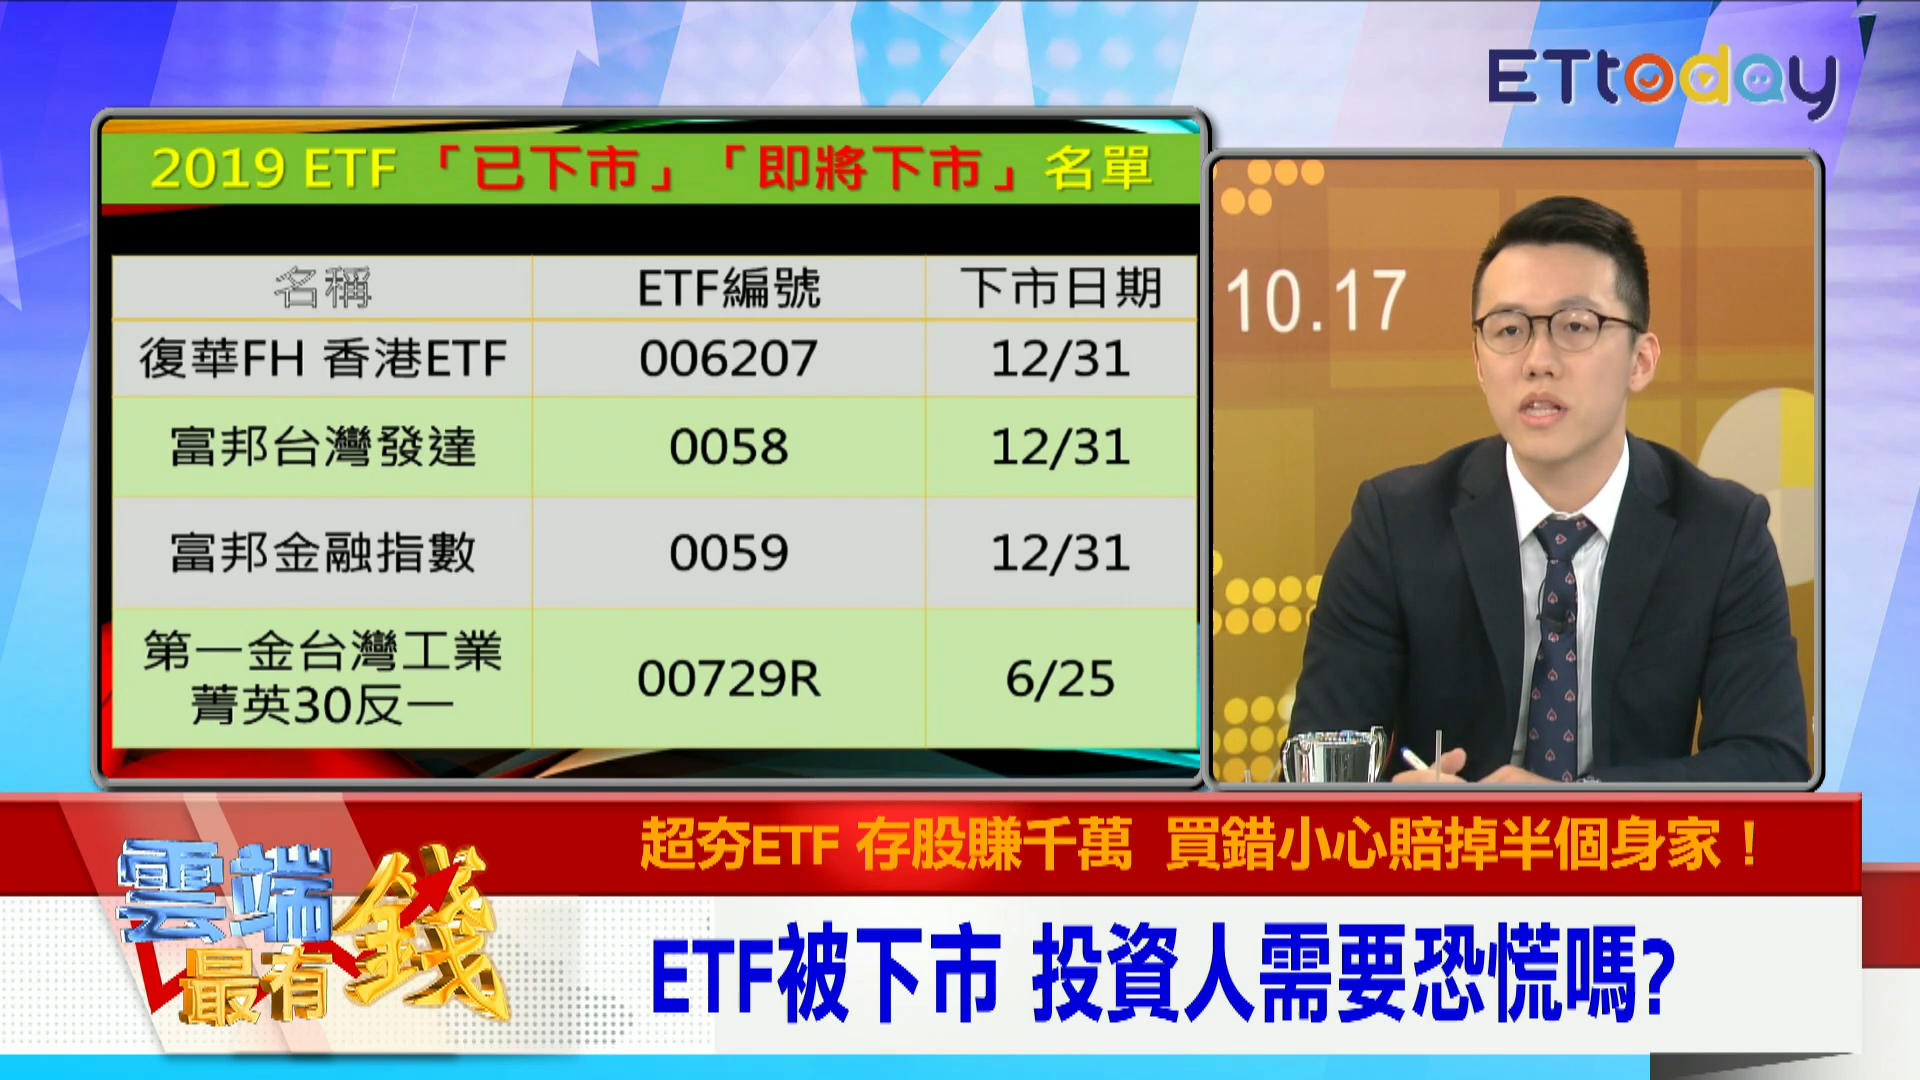 ETtoday
2019 ETF「已下市」「即將下市」名單
名稱 ETF編號 下市日期
復華FH 香港ETF 006207 12/31
富邦台灣發達 0058 12/31
富邦金融指數 0059 12/31
第一金台灣工業
菁英30反一 00729R 6/25
10.17
超夯ETF 存股賺千萬 買錯小心賠掉半個身家！
雲端
最有錢
ETF被下市 投資人需要恐慌嗎?